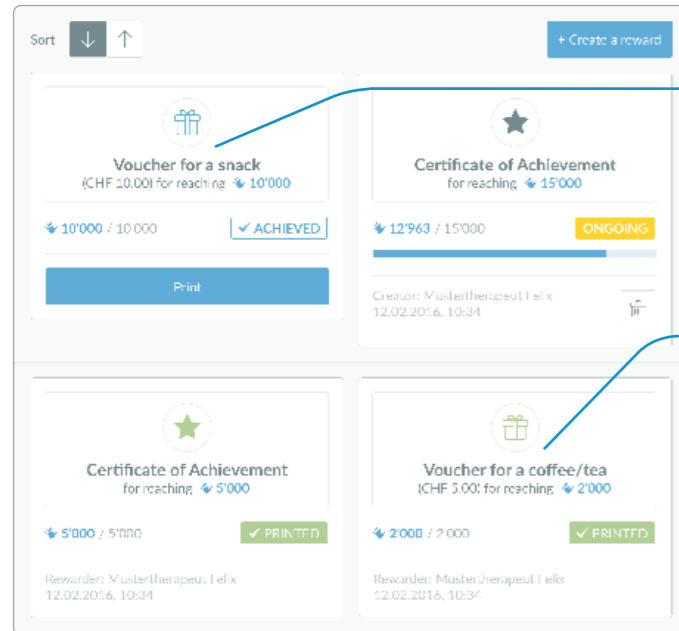 Sort
+ Create a reward
Voucher for a snack
(CHF 10.00) for reaching 10'000
10'000 / 10'000
✓ ACHIEVED
Print
Certificate of Achievement
for reaching 15'000
12'963 / 15'000
ONGOING
Creator: Mustertherapeut Felix
12.02.2016, 10:34
Certificate of Achievement
for reaching 5'000
5'000 / 5'000
✓ PRINTED
Rewarder: Mustertherapeut Felix
12.02.2016, 10:34
Voucher for a coffee/tea
(CHF 5.00) for reaching 2'000
2'000 / 2'000
✓ PRINTED
Rewarder: Mustertherapeut Felix
12.02.2016, 10:34